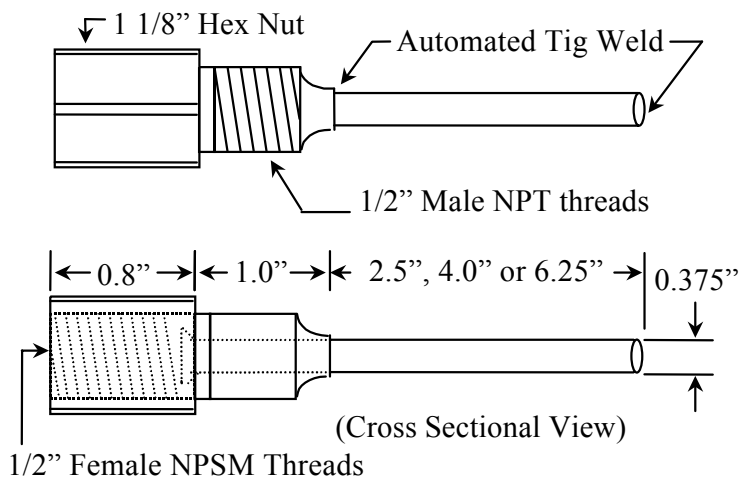 1 1/8” Hex Nut
Automated Tig Weld
1/2” Male NPT threads
0.8”
1.0”
2.5”, 4.0” or 6.25”
0.375”
(Cross Sectional View)
1/2” Female NPSM Threads